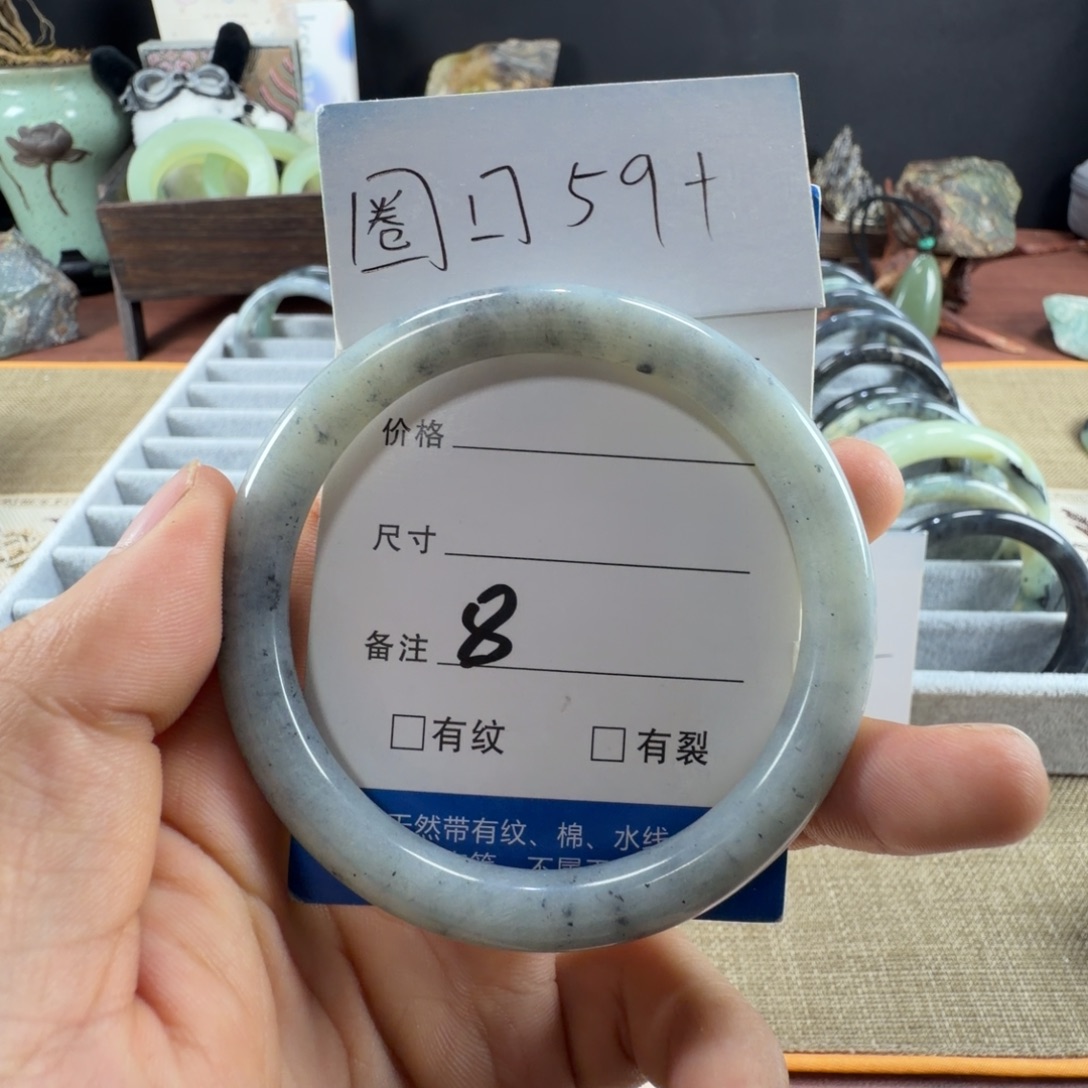 圈口59+
价格
尺寸
备注 8
□有纹 □有裂
天然带有纹、棉、水线